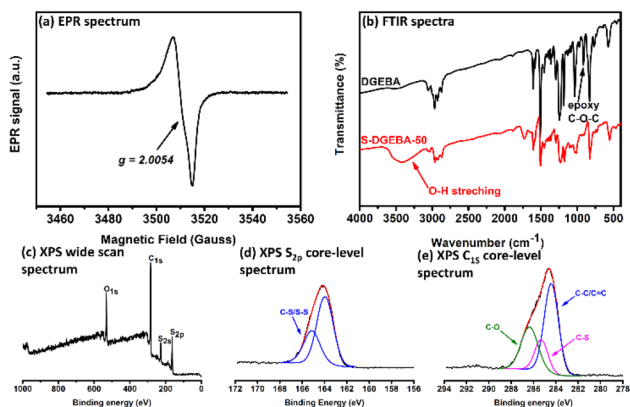 (a) EPR spectrum
EPR signal (a.u.)
g = 2.0054
3460
3480
3500
3520
3540
3560
Magnetic Field (Gauss)
(b) FTIR spectra
Transmittance (%)
DGEBA
epoxy
C-O-C
S-DGEBA-50
O-H streching
4000
3500
3000
2500
2000
1500
1000
500
Wavenumber (cm⁻¹)
(c) XPS wide scan
spectrum
C1s
O1s
S2s
S2p
1000
800
600
400
200
0
Binding energy (eV)
(d) XPS S2p core-level
spectrum
C-S/S-S
172
170
168
166
164
162
160
158
156
Binding energy (eV)
(e) XPS C1S core-level
spectrum
C-C/C=C
C-O
C-S
294
292
290
288
286
284
282
280
278
Binding energy (eV)